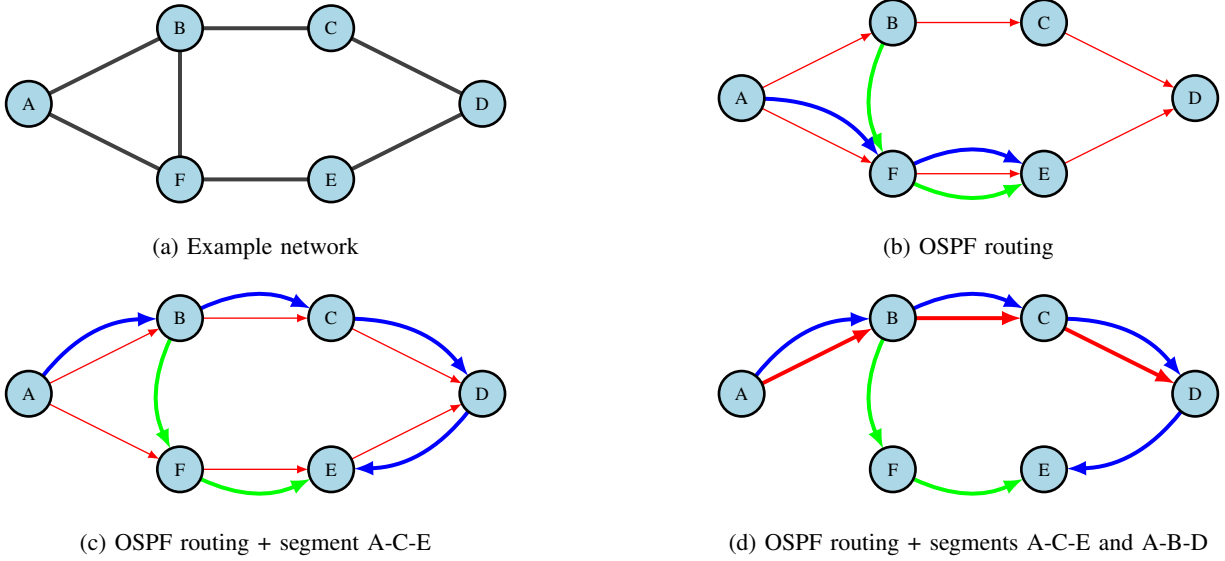 B
C
A
D
F
E
(a) Example network
B
C
A
D
F
E
(b) OSPF routing
B
C
A
D
F
E
(c) OSPF routing + segment A-C-E
B
C
A
D
F
E
(d) OSPF routing + segments A-C-E and A-B-D